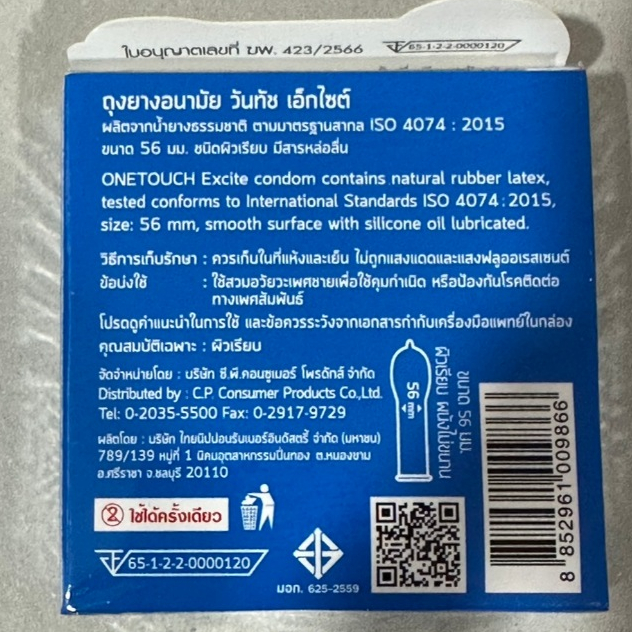 ใบอนุญาตเลขที่ ฆพ. 423/2566
65-1-2-2-0000120
ถุงยางอนามัย วันทัช เอ็กไซต์
ผลิตจากน้ำยางธรรมชาติ ตามมาตรฐานสากล ISO 4074 : 2015
ขนาด 56 มม. ชนิดผิวเรียบ มีสารหล่อลื่น
ONETOUCH Excite condom contains natural rubber latex,
tested conforms to International Standards ISO 4074:2015,
size: 56 mm, smooth surface with silicone oil lubricated.
วิธีการเก็บรักษา : ควรเก็บในที่แห้งและเย็น ไม่ถูกแสงแดดและแสงฟลูออเรสเซนต์
ข้อบ่งใช้ : ใช้สวมอวัยวะเพศชายเพื่อใช้คุมกำเนิด หรือป้องกันโรคติดต่อ
ทางเพศสัมพันธ์
โปรดดูคำแนะนำในการใช้ และข้อควรระวังจากเอกสารกำกับเครื่องมือแพทย์ในกล่อง
คุณสมบัติเฉพาะ : ผิวเรียบ
จัดจำหน่ายโดย : บริษัท ซี.พี.คอนซูเมอร์ โพรดักส์ จำกัด
Distributed by : C.P. Consumer Products Co.,Ltd.
Tel: 0-2035-5500 Fax: 0-2917-9729
ผลิตโดย : บริษัท ไทยนิปปอนรับเบอร์อินดัสตรี้ จำกัด (มหาชน)
789/139 หมู่ที่ 1 นิคมอุตสาหกรรมปิ่นทอง ต.หนองขาม
อ.ศรีราชา จ.ชลบุรี 20110
56 mm
ขนาด 56 มม.
ผิวเรียบ ผนังไม่ขนาน
ใช้ได้ครั้งเดียว
65-1-2-2-0000120
มอก. 625-2559
8 852961 009866